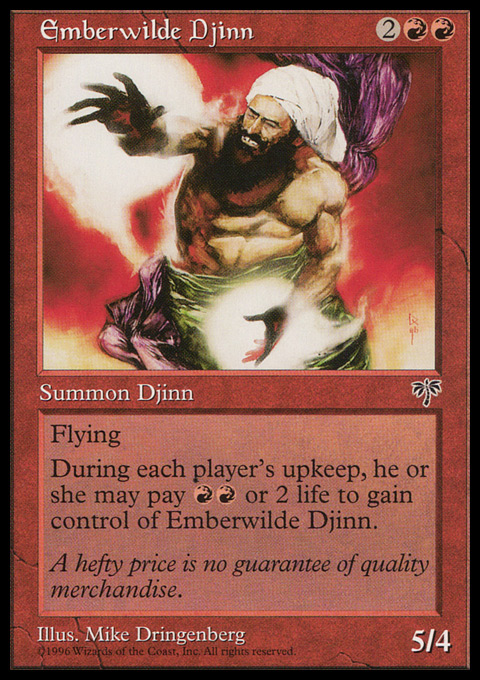 Emberwilde Djinn 2
Summon Djinn
Flying
During each player's upkeep, he or
she may pay or 2 life to gain
control of Emberwilde Djinn.
A hefty price is no guarantee of quality
merchandise.
Illus. Mike Dringenberg
©1996 Wizards of the Coast, Inc. All rights reserved.
5/4